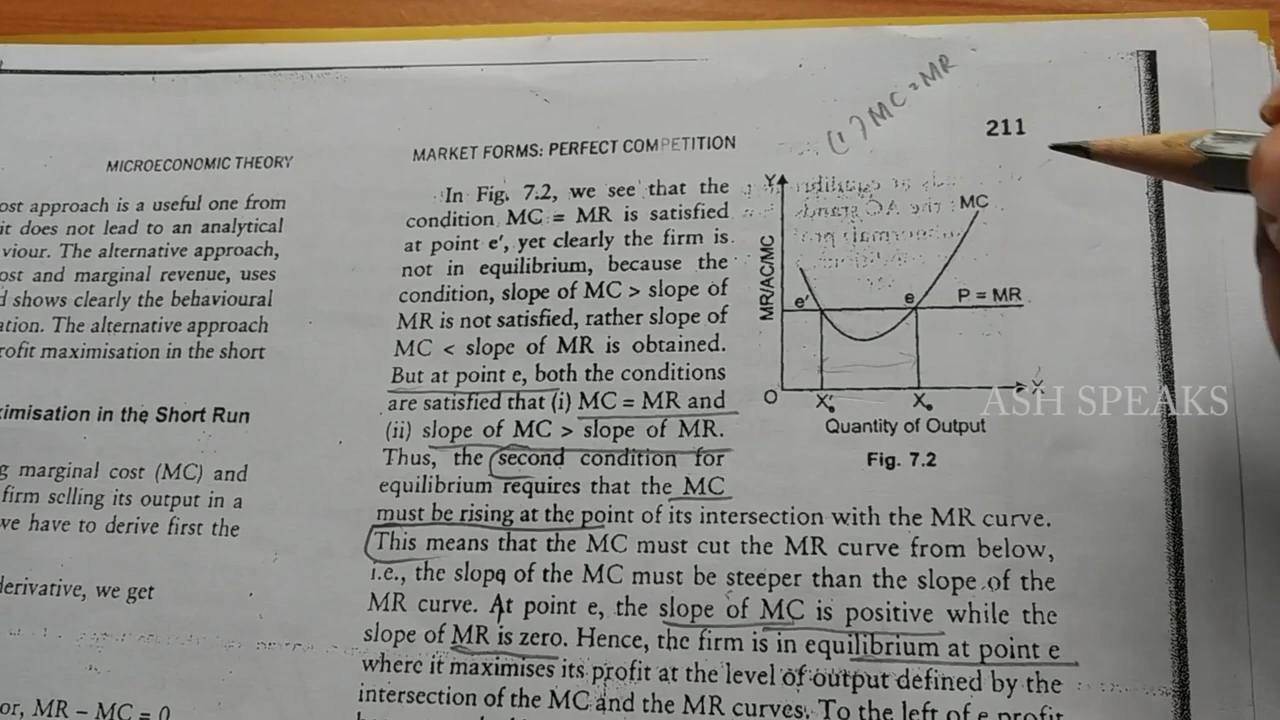 MICROECONOMIC THEORY
ost approach is a useful one from
it does not lead to an analytical
viour. The alternative approach,
ost and marginal revenue, uses
d shows clearly the behavioural
ation. The alternative approach
rofit maximisation in the short
ximisation in the Short Run
g marginal cost (MC) and
firm selling its output in a
we have to derive first the
derivative, we get
or, MR – MC = 0
MARKET FORMS: PERFECT COMPETITION
211
(1) MC = MR
In Fig. 7.2, we see that the
condition MC = MR is satisfied
at point e′, yet clearly the firm is
not in equilibrium, because the
condition, slope of MC > slope of
MR is not satisfied, rather slope of
MC < slope of MR is obtained.
But at point e, both the conditions
are satisfied that (i) MC = MR and
(ii) slope of MC > slope of MR.
Thus, the second condition for
equilibrium requires that the MC
must be rising at the point of its intersection with the MR curve.
This means that the MC must cut the MR curve from below,
i.e., the slope of the MC must be steeper than the slope of the
MR curve. At point e, the slope of MC is positive while the
slope of MR is zero. Hence, the firm is in equilibrium at point e
where it maximises its profit at the level of output defined by the
intersection of the MC and the MR curves. To the left of e profit
Y
MC
MR/AC/MC
e′
e
P = MR
O
X′₀
X₀
X
Quantity of Output
Fig. 7.2
ASH SPEAKS